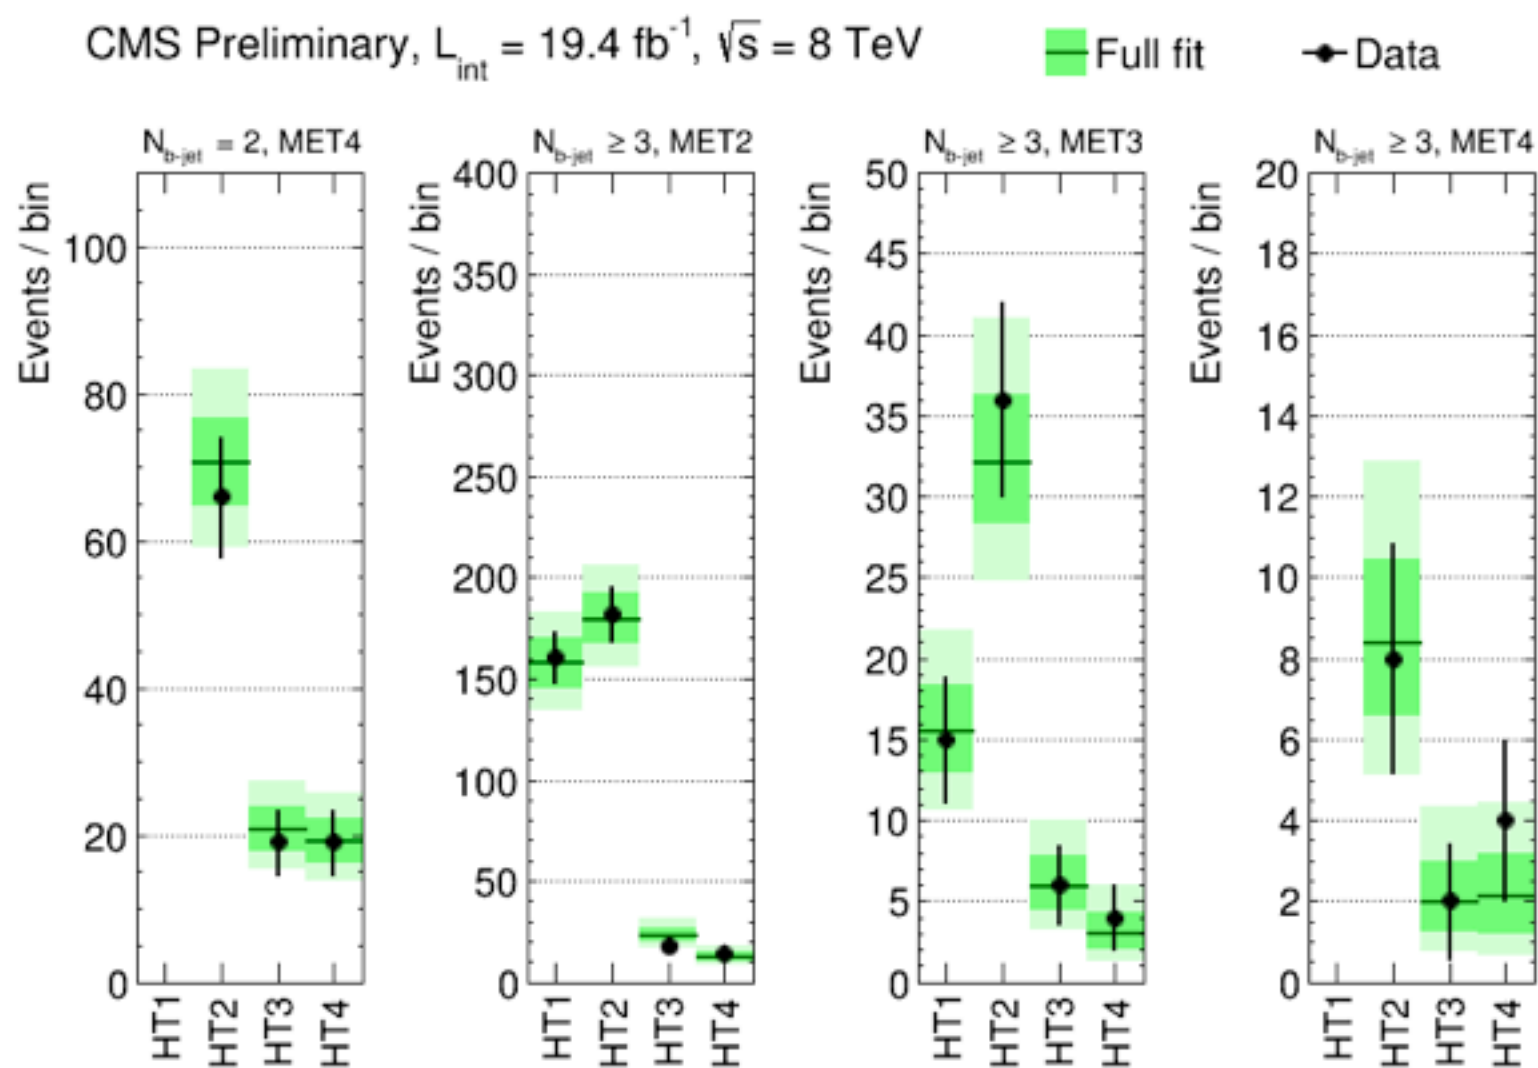 CMS Preliminary, L_int = 19.4 fb^-1, √s = 8 TeV
Full fit
Data
N_b-jet = 2, MET4
Events / bin
100
80
60
40
20
0
HT1
HT2
HT3
HT4
N_b-jet ≥ 3, MET2
Events / bin
400
350
300
250
200
150
100
50
0
HT1
HT2
HT3
HT4
N_b-jet ≥ 3, MET3
Events / bin
50
45
40
35
30
25
20
15
10
5
0
HT1
HT2
HT3
HT4
N_b-jet ≥ 3, MET4
Events / bin
20
18
16
14
12
10
8
6
4
2
0
HT1
HT2
HT3
HT4